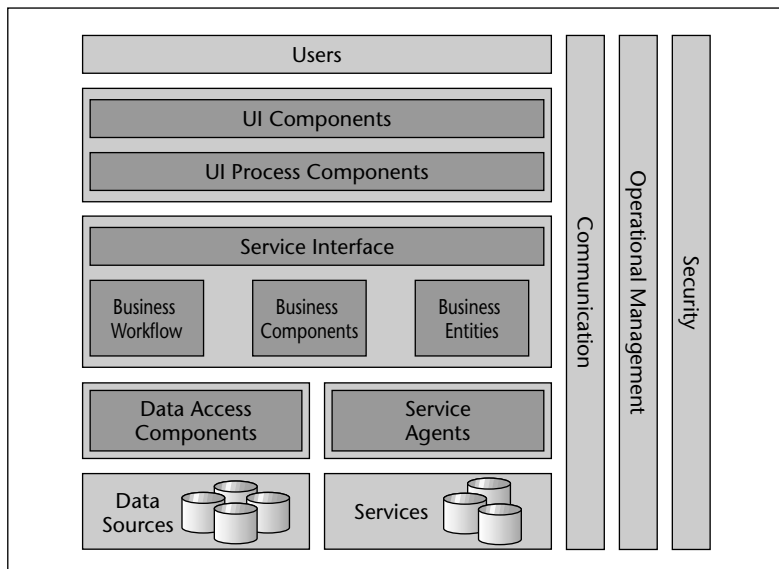 Users
UI Components
UI Process Components
Service Interface
Business
Workflow
Business
Components
Business
Entities
Data Access
Components
Service
Agents
Data
Sources
Services
Communication
Operational Management
Security